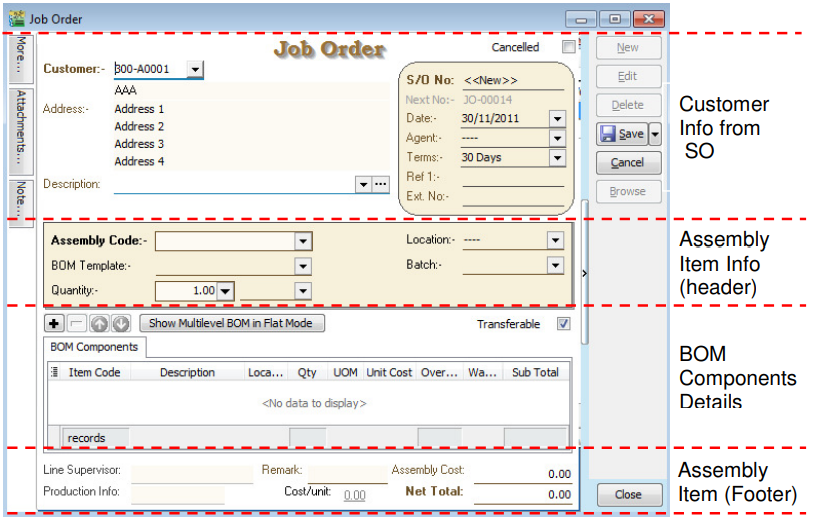 Job Order
More...
Attachments...
Note...
Job Order
Cancelled
Customer:- 300-A0001
AAA
Address:- Address 1
Address 2
Address 3
Address 4
Description:
S/O No: <<New>>
Next No:- JO-00014
Date:- 30/11/2011
Agent:- ----
Terms:- 30 Days
Ref 1:-
Ext. No:-
New
Edit
Delete
Save
Cancel
Browse
Customer
Info from
SO
Assembly Code:-
BOM Template:-
Quantity:- 1.00
Location:- ----
Batch:-
Assembly
Item Info
(header)
Show Multilevel BOM in Flat Mode
Transferable
BOM Components
Item Code Description Loca... Qty UOM Unit Cost Over... Wa... Sub Total
<No data to display>
records
BOM
Components
Details
Line Supervisor: Remark: Assembly Cost: 0.00
Production Info: Cost/unit: 0.00 Net Total: 0.00
Close
Assembly
Item (Footer)